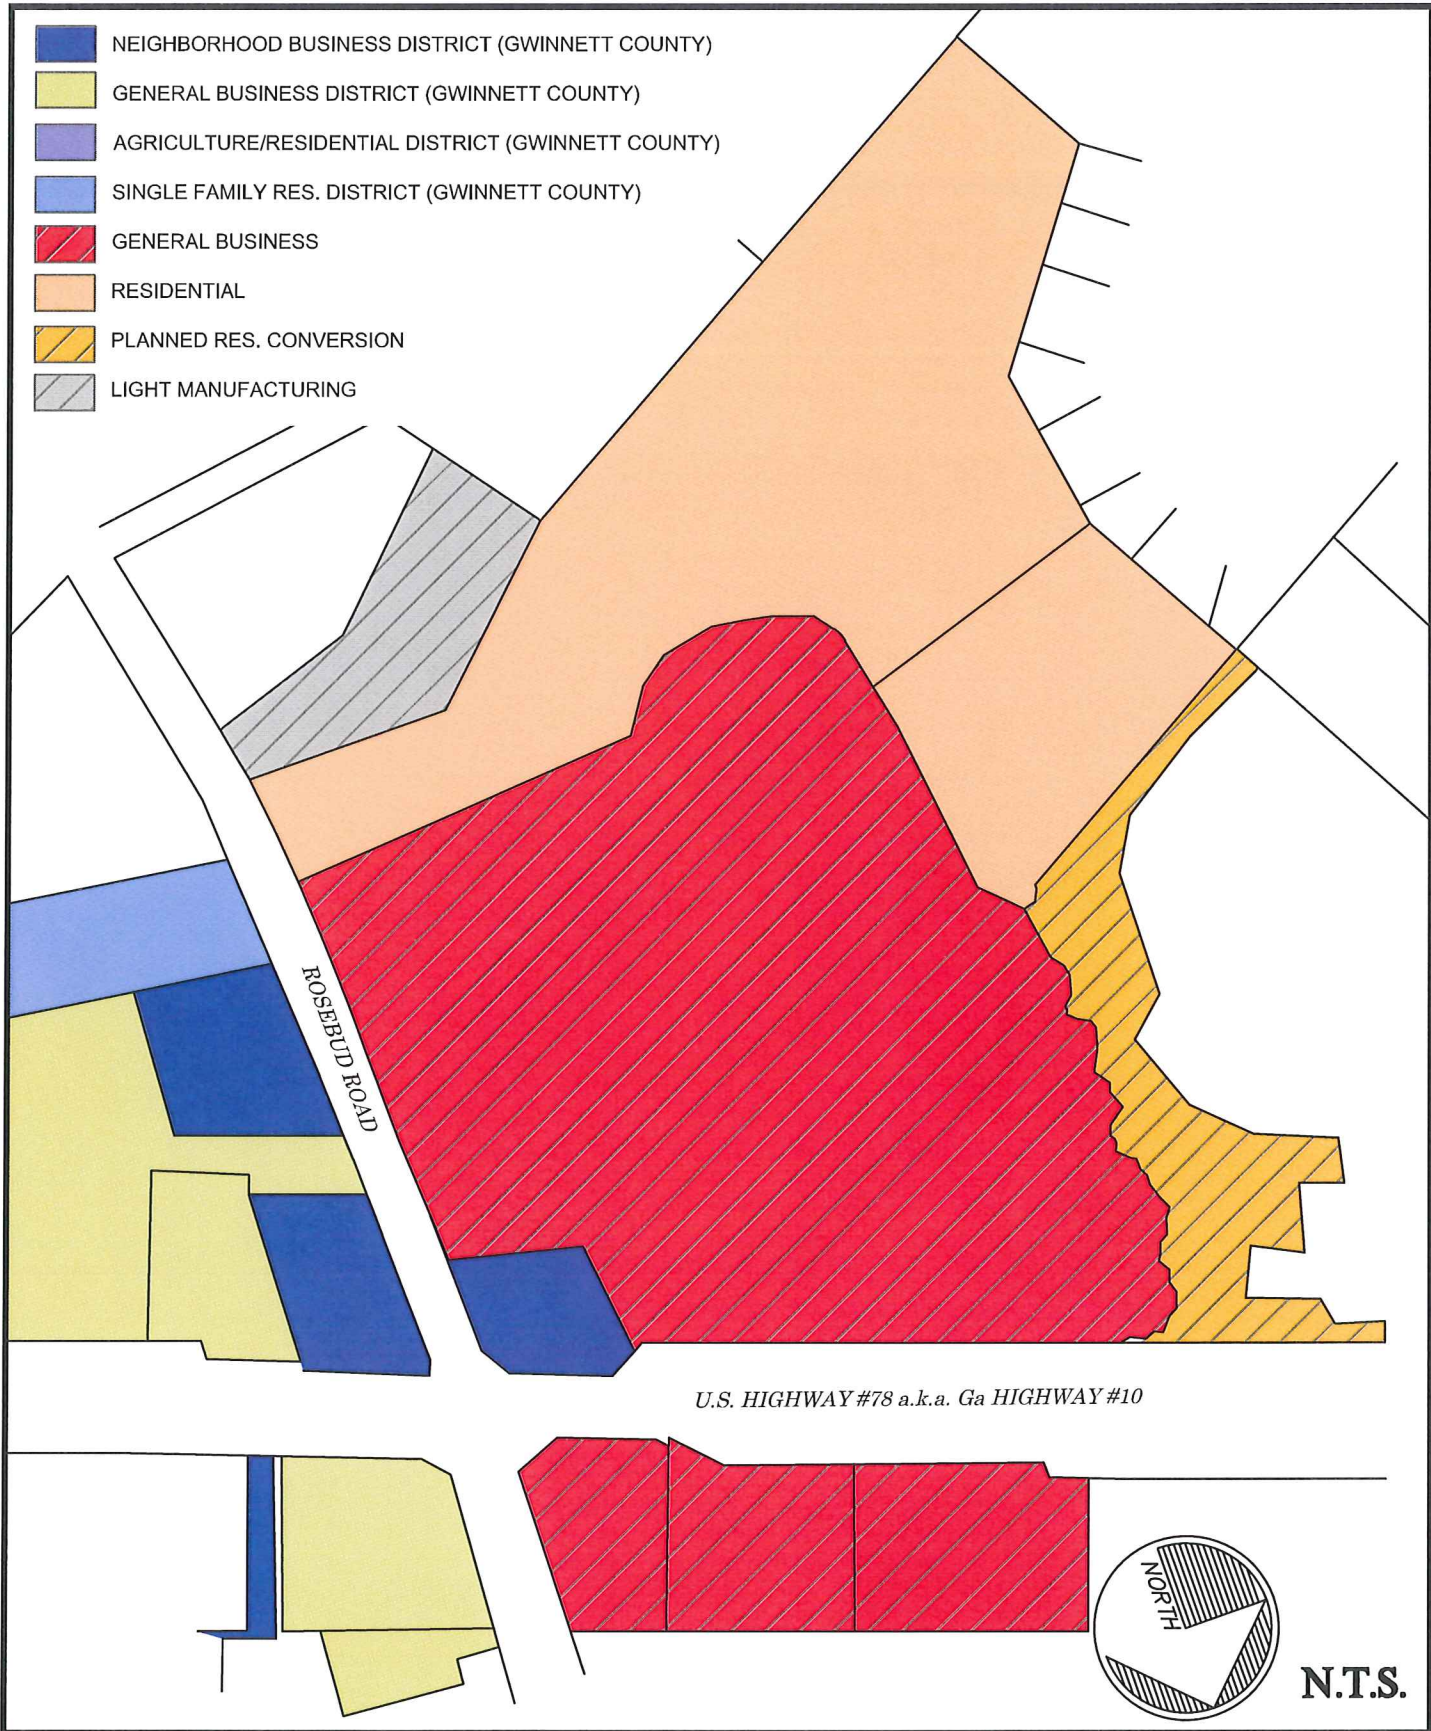 NEIGHBORHOOD BUSINESS DISTRICT (GWINNETT COUNTY)
GENERAL BUSINESS DISTRICT (GWINNETT COUNTY)
AGRICULTURE/RESIDENTIAL DISTRICT (GWINNETT COUNTY)
SINGLE FAMILY RES. DISTRICT (GWINNETT COUNTY)
GENERAL BUSINESS
RESIDENTIAL
PLANNED RES. CONVERSION
LIGHT MANUFACTURING
ROSEBUD ROAD
U.S. HIGHWAY #78 a.k.a. Ga HIGHWAY #10
NORTH
N.T.S.